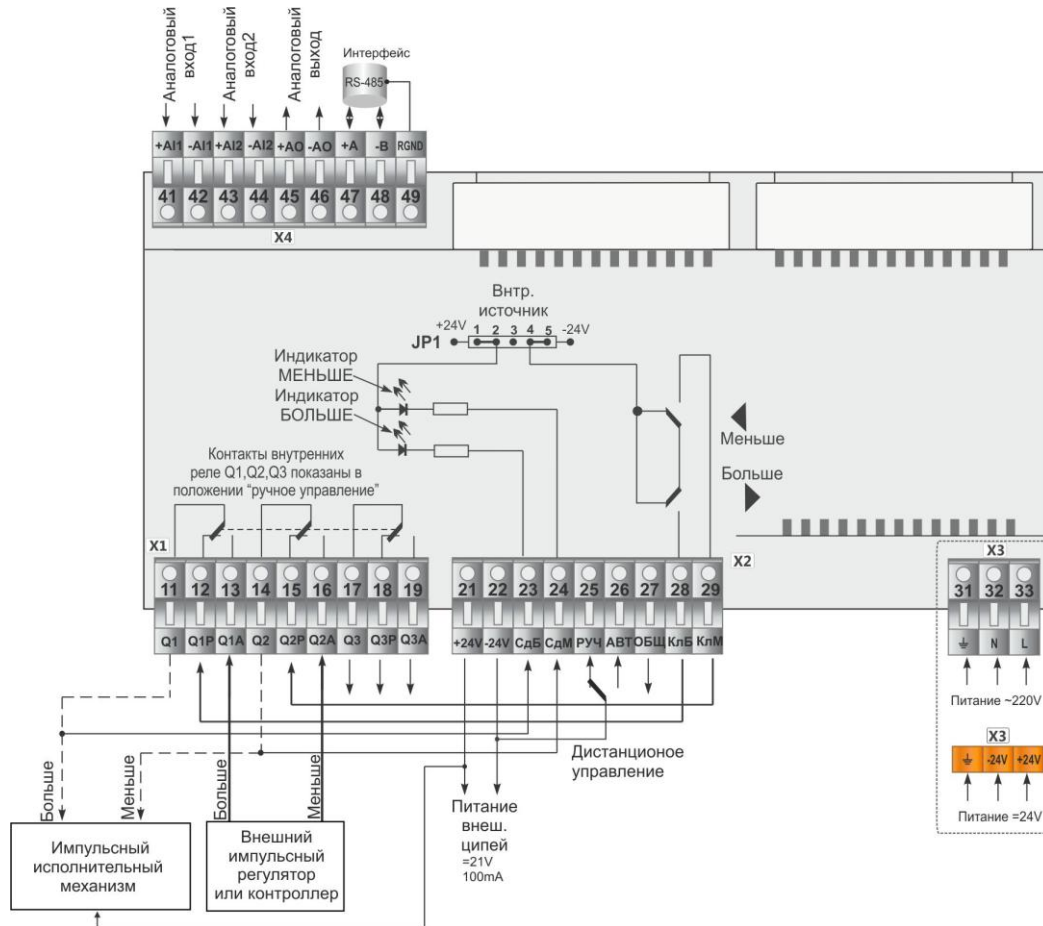 Аналоговый
вход1
Аналоговый
вход2
Аналоговый
выход
Интерфейс
RS-485
+AI1 -AI1 +AI2 -AI2 +AO -AO +A -B RGND
41 42 43 44 45 46 47 48 49
X4
Внтр.
источник
+24V 1 2 3 4 5 -24V
JP1
Индикатор
МЕНЬШЕ
Индикатор
БОЛЬШЕ
Меньше
Больше
Контакты внутренних
реле Q1,Q2,Q3 показаны в
положении “ручное управление”
X1
11 12 13 14 15 16 17 18 19
Q1 Q1P Q1A Q2 Q2P Q2A Q3 Q3P Q3A
X2
21 22 23 24 25 26 27 28 29
+24V -24V СдБ СдМ РУЧ АВТ ОБЩ КлБ КлМ
X3
31 32 33
N L
Питание ~220V
X3
-24V +24V
Питание =24V
Дистанционое
управление
Больше
Меньше
Больше
Меньше
Питание
внеш.
ципей
=21V
100mA
Импульсный
исполнительный
механизм
Внешний
импульсный
регулятор
или контроллер